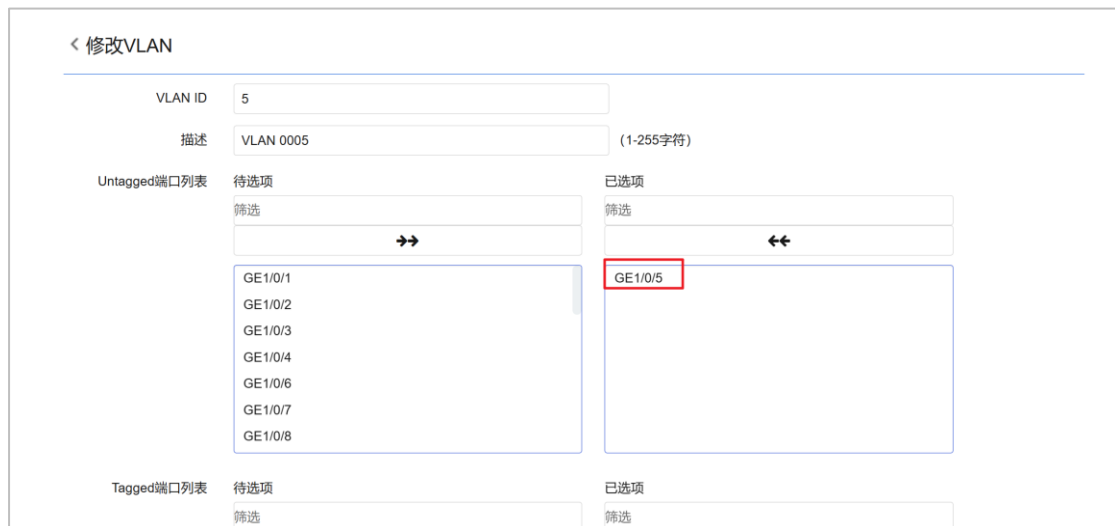 修改VLAN
VLAN ID 5
描述 VLAN 0005 (1-255字符)
Untagged端口列表 待选项 已选项
筛选 筛选
GE1/0/1 GE1/0/5
GE1/0/2
GE1/0/3
GE1/0/4
GE1/0/6
GE1/0/7
GE1/0/8
Tagged端口列表 待选项 已选项
筛选 筛选